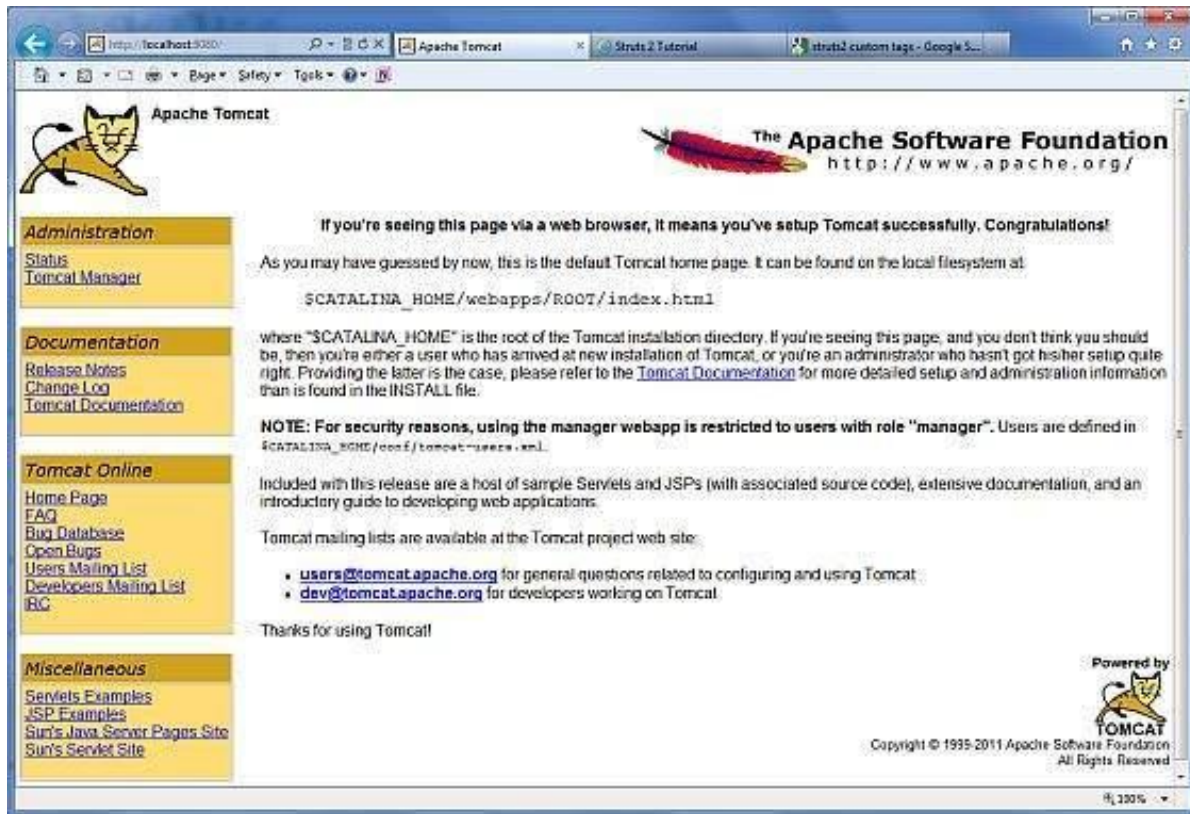 http://localhost:8080/
Apache Tomcat
Struts 2 Tutorial
struts2 custom tags - Google S...
Page
Safety
Tools
Apache Tomcat
The Apache Software Foundation
http://www.apache.org/
Administration
Status
Tomcat Manager
Documentation
Release Notes
Change Log
Tomcat Documentation
Tomcat Online
Home Page
FAQ
Bug Database
Open Bugs
Users Mailing List
Developers Mailing List
IRC
Miscellaneous
Servlets Examples
JSP Examples
Sun's Java Server Pages Site
Sun's Servlet Site
If you're seeing this page via a web browser, it means you've setup Tomcat successfully. Congratulations!
As you may have guessed by now, this is the default Tomcat home page. It can be found on the local filesystem at:
$CATALINA_HOME/webapps/ROOT/index.html
where "$CATALINA_HOME" is the root of the Tomcat installation directory. If you're seeing this page, and you don't think you should
be, then you're either a user who has arrived at new installation of Tomcat, or you're an administrator who hasn't got his/her setup quite
right. Providing the latter is the case, please refer to the Tomcat Documentation for more detailed setup and administration information
than is found in the INSTALL file.
NOTE: For security reasons, using the manager webapp is restricted to users with role "manager". Users are defined in
$CATALINA_HOME/conf/tomcat-users.xml.
Included with this release are a host of sample Servlets and JSPs (with associated source code), extensive documentation, and an
introductory guide to developing web applications.
Tomcat mailing lists are available at the Tomcat project web site:
• users@tomcat.apache.org for general questions related to configuring and using Tomcat
• dev@tomcat.apache.org for developers working on Tomcat
Thanks for using Tomcat!
Powered by
TOMCAT
Copyright © 1999-2011 Apache Software Foundation
All Rights Reserved
100%